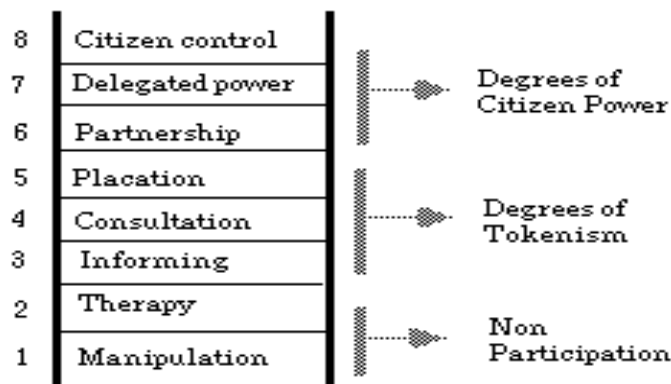 8 Citizen control
7 Delegated power
6 Partnership
5 Placation
4 Consultation
3 Informing
2 Therapy
1 Manipulation
Degrees of
Citizen Power
Degrees of
Tokenism
Non
Participation